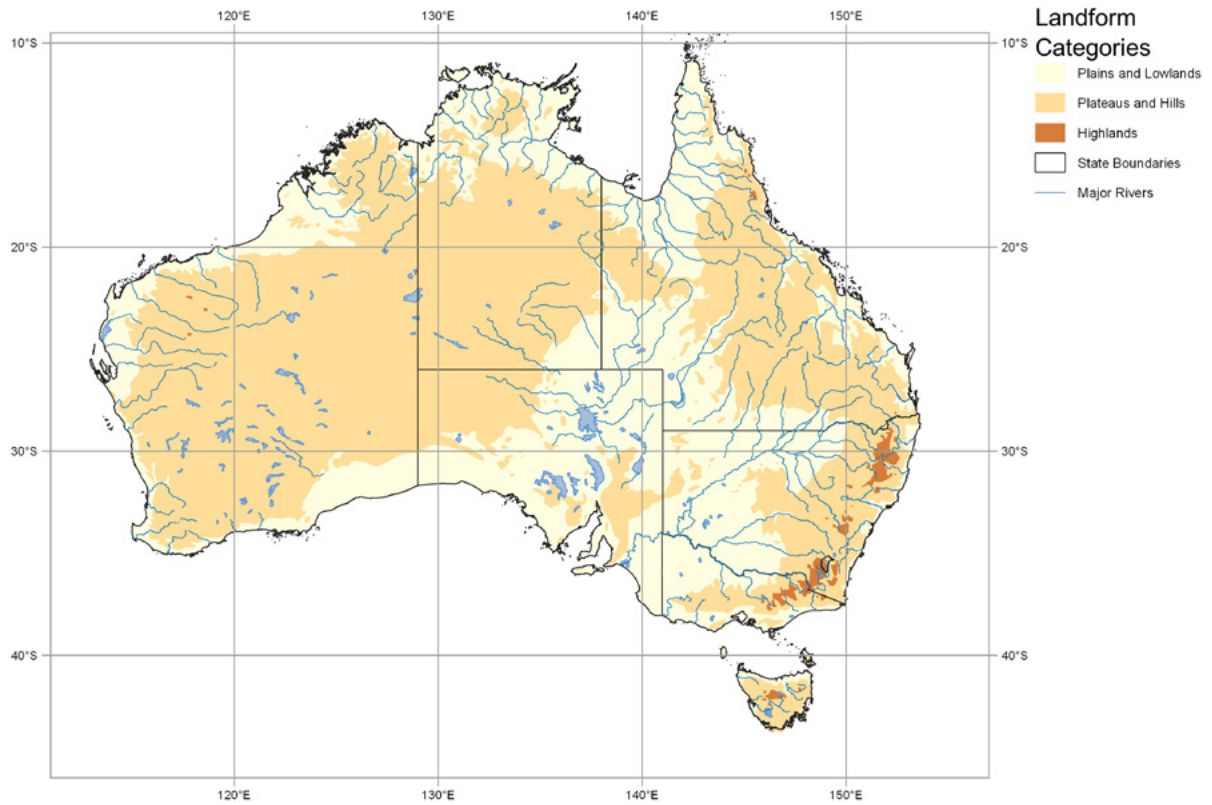 120°E
130°E
140°E
150°E
Landform
Categories
Plains and Lowlands
Plateaus and Hills
Highlands
State Boundaries
Major Rivers
10°S
10°S
20°S
20°S
30°S
30°S
40°S
40°S
120°E
130°E
140°E
150°E